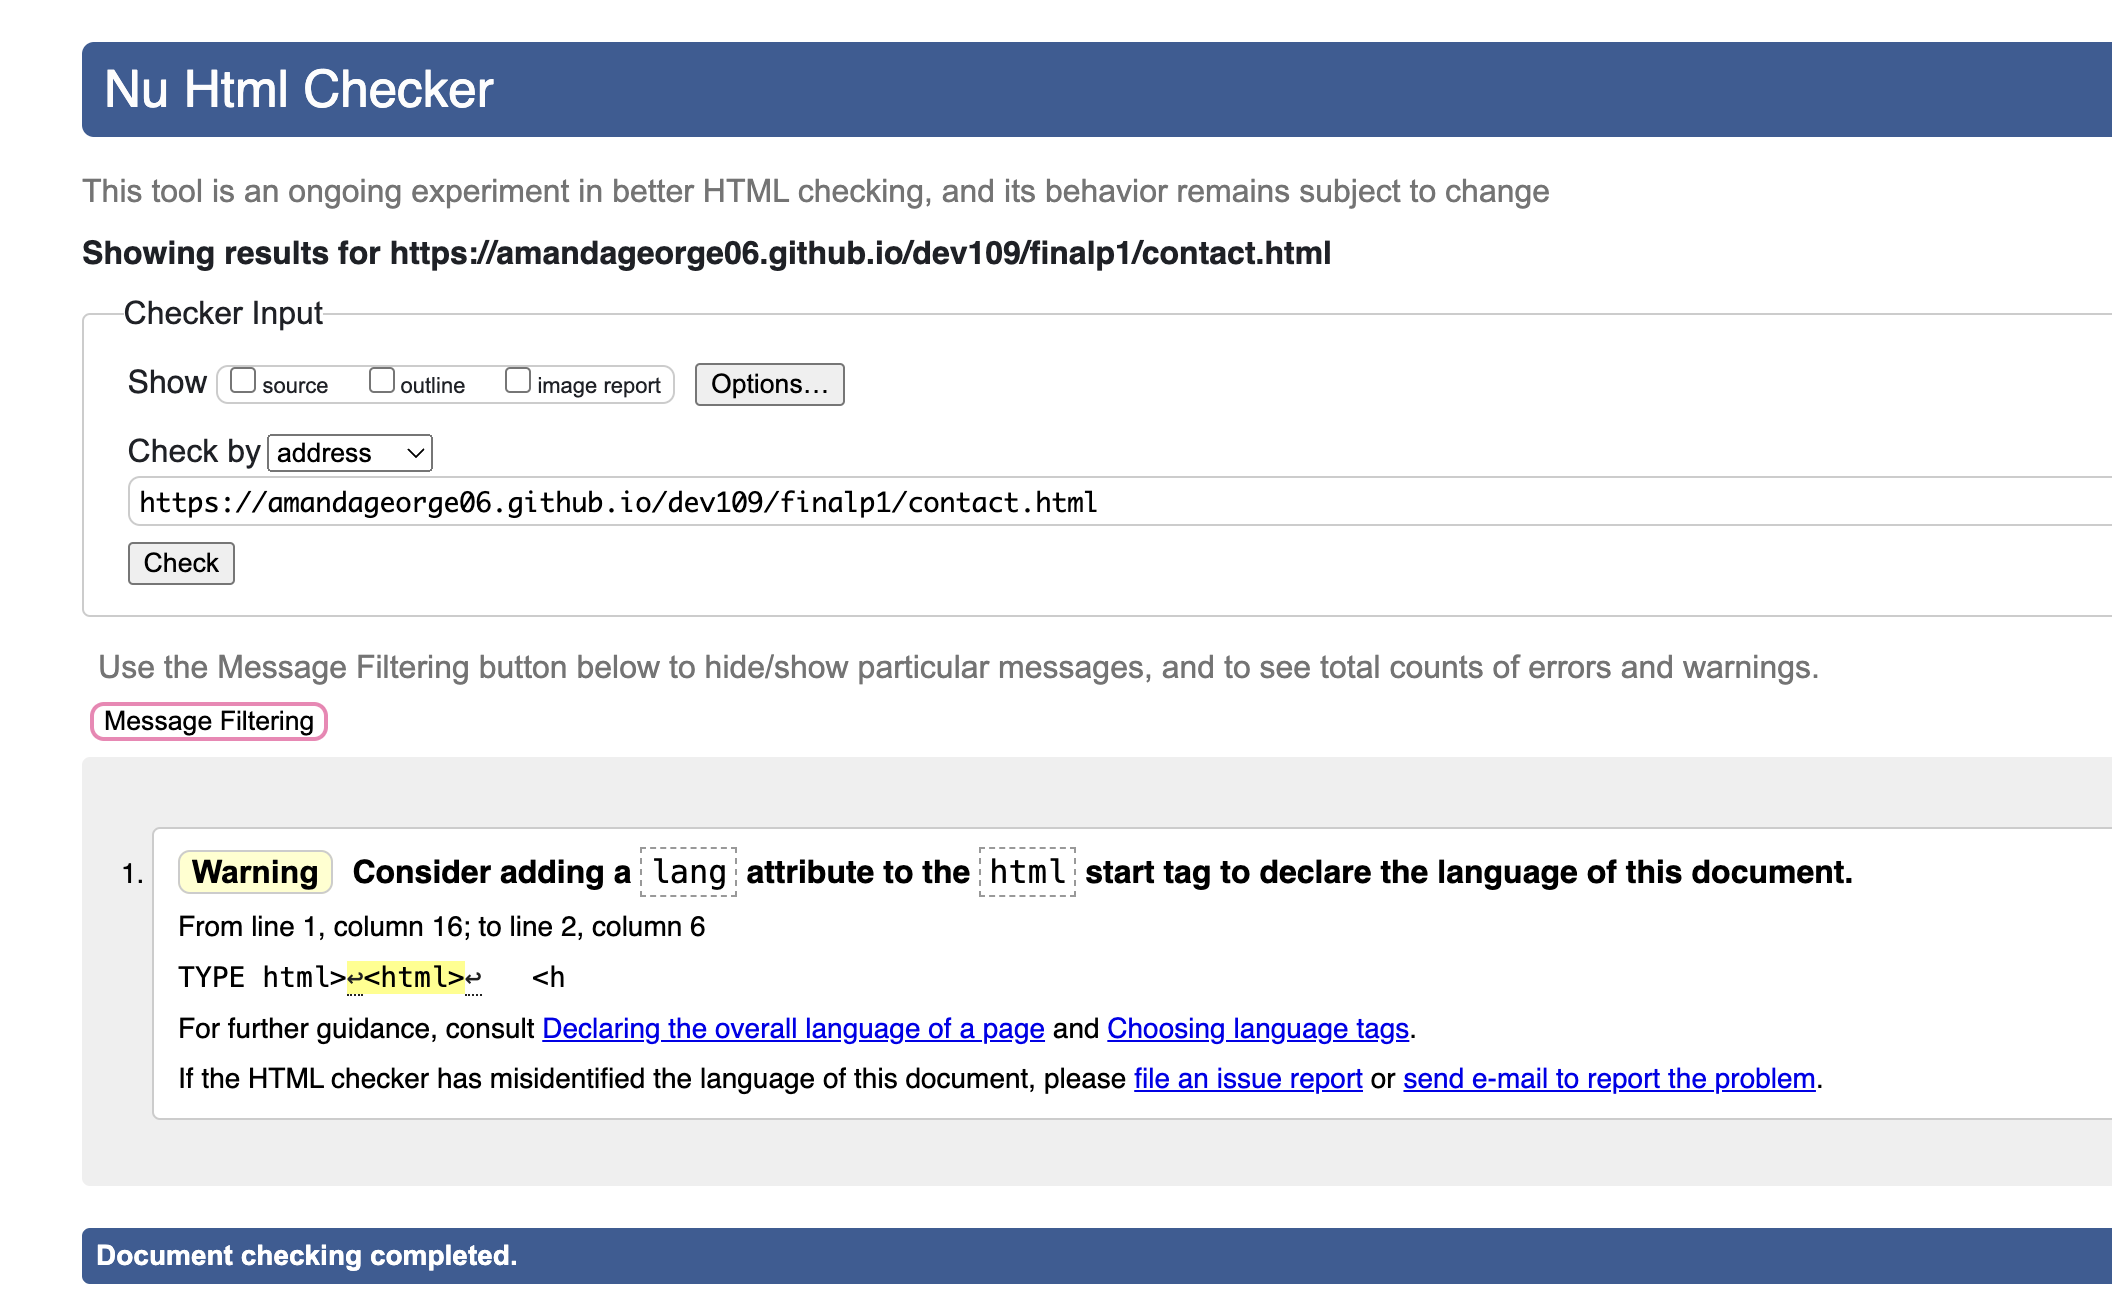 Nu Html Checker
This tool is an ongoing experiment in better HTML checking, and its behavior remains subject to change
Showing results for https://amandageorge06.github.io/dev109/finalp1/contact.html
Checker Input
Show source outline image report Options...
Check by address
https://amandageorge06.github.io/dev109/finalp1/contact.html
Check
Use the Message Filtering button below to hide/show particular messages, and to see total counts of errors and warnings.
Message Filtering
1. Warning Consider adding a lang attribute to the html start tag to declare the language of this document.
From line 1, column 16; to line 2, column 6
TYPE html>↩<html>↩ <h
For further guidance, consult Declaring the overall language of a page and Choosing language tags.
If the HTML checker has misidentified the language of this document, please file an issue report or send e-mail to report the problem.
Document checking completed.